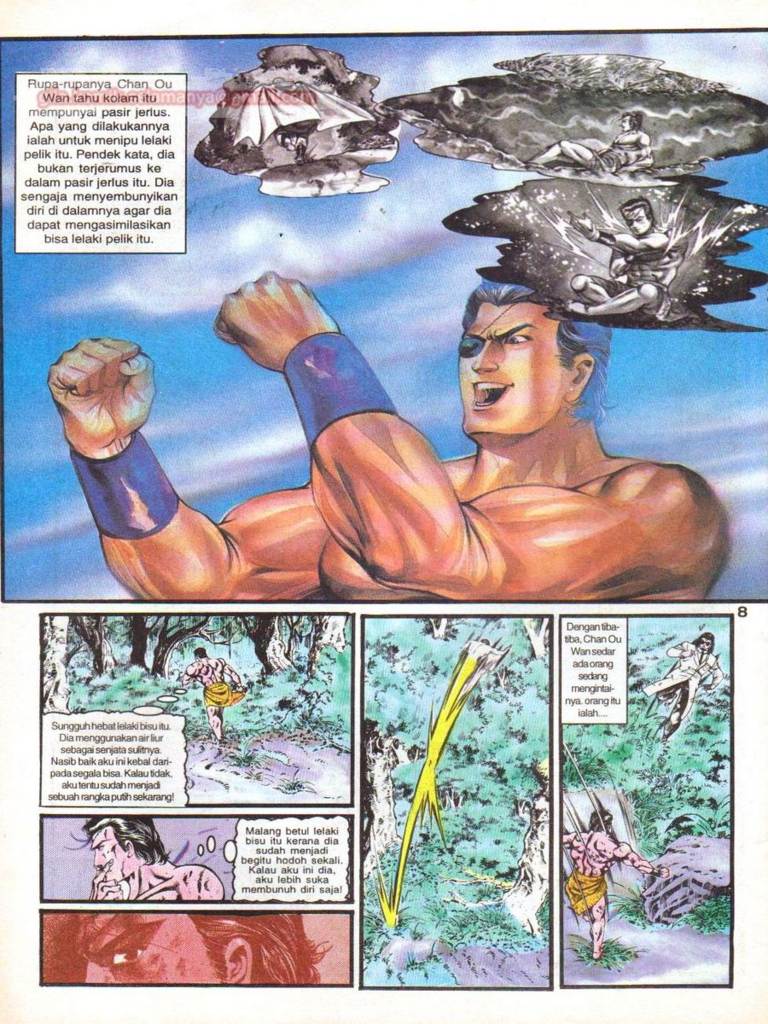 Rupa-rupanya Chan Ou
Wan tahu kolam itu
mempunyai pasir jerlus.
Apa yang dilakukannya
ialah untuk menipu lelaki
pelik itu. Pendek kata, dia
bukan terjerumus ke
dalam pasir jerlus itu. Dia
sengaja menyembunyikan
diri di dalamnya agar dia
dapat mengasimilasikan
bisa lelaki pelik itu.
8
Sungguh hebat lelaki bisu itu.
Dia menggunakan air liur
sebagai senjata sulitnya.
Nasib baik aku ini kebal dari-
pada segala bisa. Kalau tidak,
aku tentu sudah menjadi
sebuah rangka putih sekarang!
Malang betul lelaki
bisu itu kerana dia
sudah menjadi
begitu hodoh sekali.
Kalau aku ini dia,
aku lebih suka
membunuh diri saja!
Dengan tiba-
tiba, Chan Ou
Wan sedar
ada orang
sedang
mengintai-
nya. orang itu
ialah....